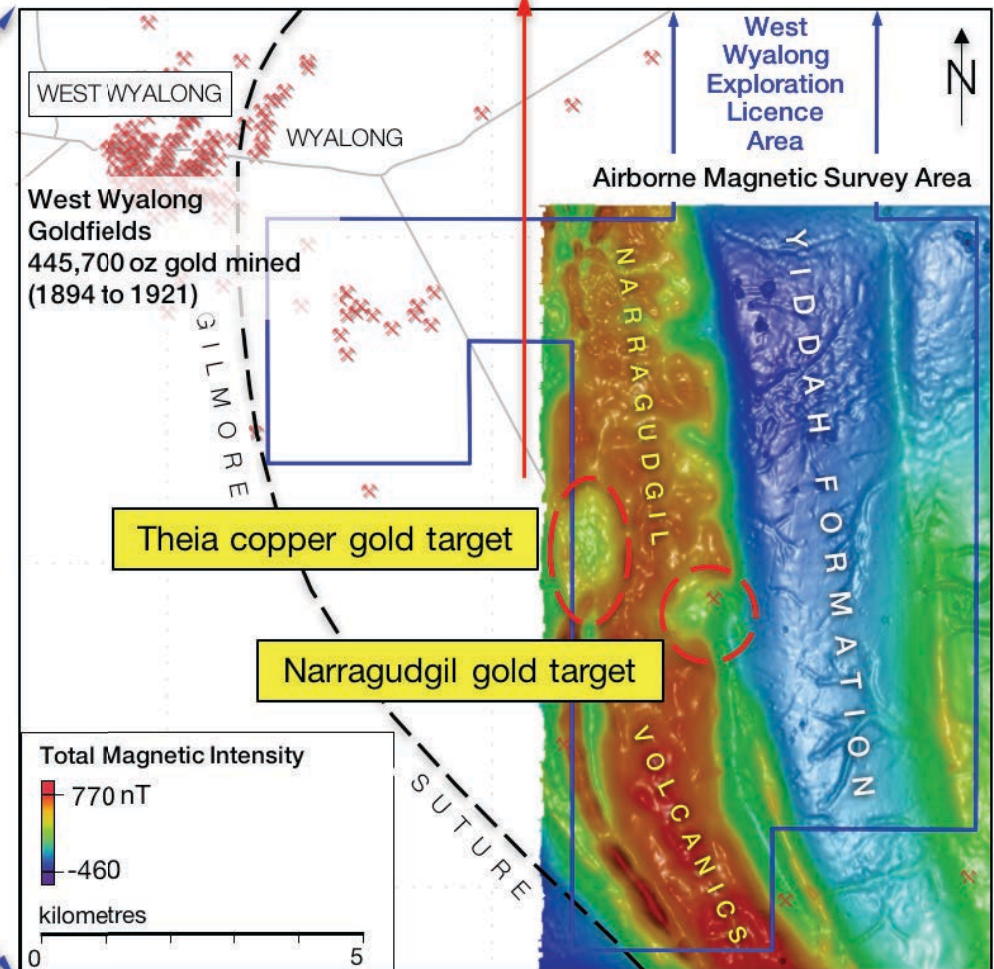 West
Wyalong
Exploration
Licence
Area
N
WEST WYALONG
WYALONG
Airborne Magnetic Survey Area
West Wyalong
Goldfields
445,700 oz gold mined
(1894 to 1921)
GILMORE
NARRAGUDGIL
YIDDAH FORMATION
Theia copper gold target
Narragudgil gold target
VOLCANICS
SUTURE
Total Magnetic Intensity
770 nT
-460
kilometres
0 5